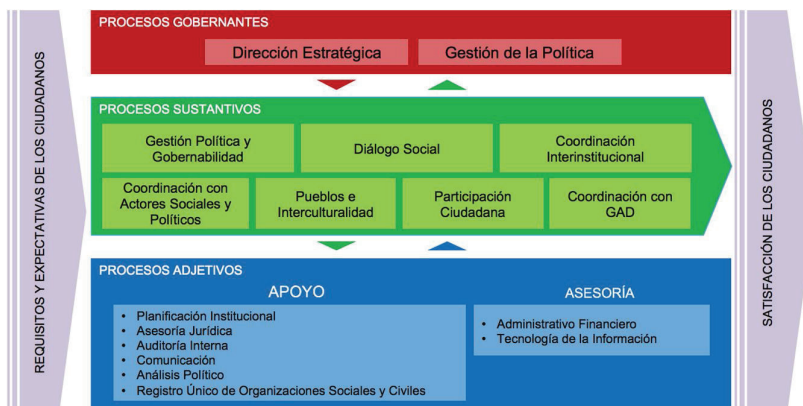 REQUISITOS Y EXPECTATIVAS DE LOS CIUDADANOS
PROCESOS GOBERNANTES
Dirección Estratégica
Gestión de la Política
PROCESOS SUSTANTIVOS
Gestión Política y
Gobernabilidad
Diálogo Social
Coordinación
Interinstitucional
Coordinación con
Actores Sociales y
Políticos
Pueblos e
Interculturalidad
Participación
Ciudadana
Coordinación con
GAD
PROCESOS ADJETIVOS
APOYO
• Planificación Institucional
• Asesoría Jurídica
• Auditoría Interna
• Comunicación
• Análisis Político
• Registro Único de Organizaciones Sociales y Civiles
ASESORÍA
• Administrativo Financiero
• Tecnología de la Información
SATISFACCIÓN DE LOS CIUDADANOS